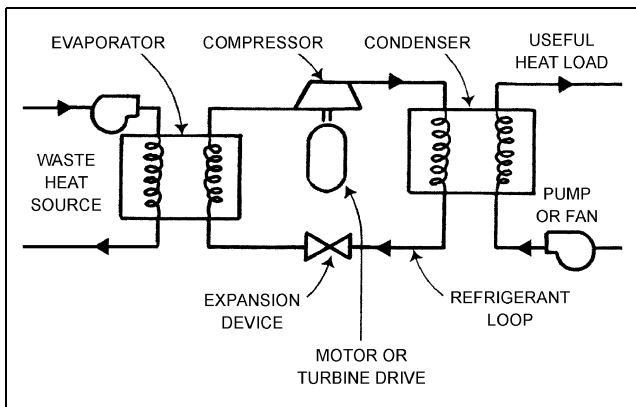 EVAPORATOR
COMPRESSOR
CONDENSER
USEFUL
HEAT LOAD
WASTE
HEAT
SOURCE
PUMP
OR FAN
EXPANSION
DEVICE
REFRIGERANT
LOOP
MOTOR OR
TURBINE DRIVE